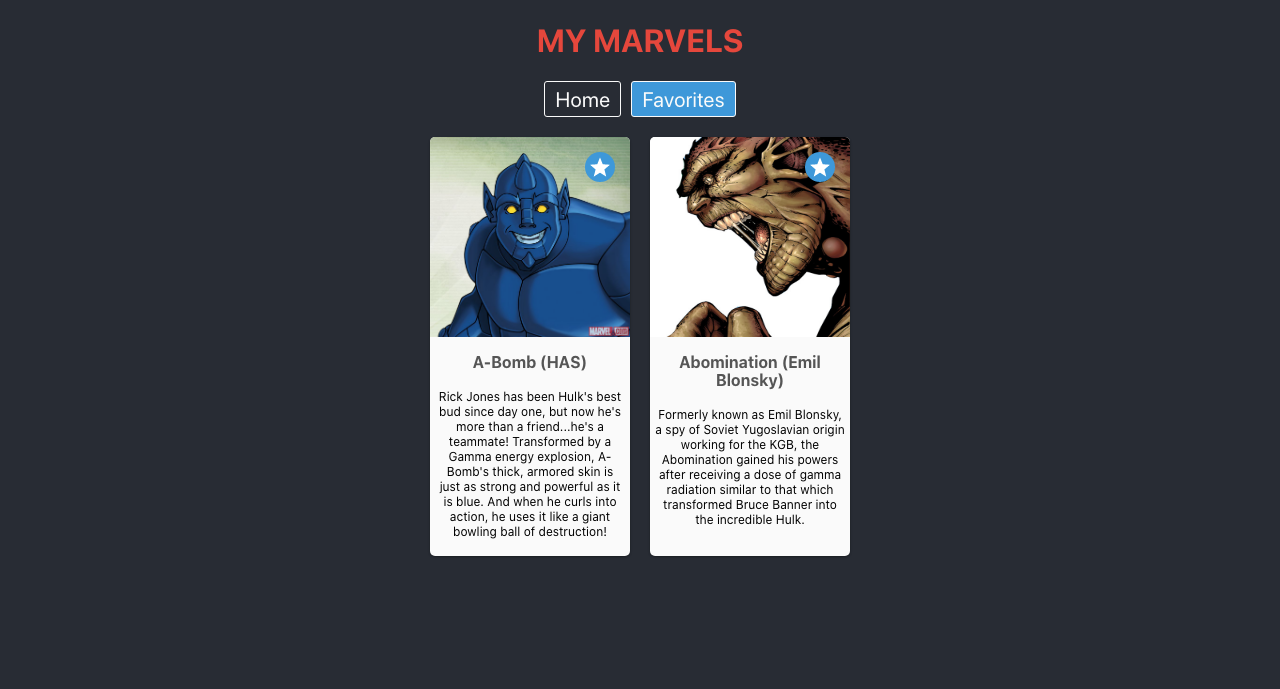 MY MARVELS
Home
Favorites
A-Bomb (HAS)
Rick Jones has been Hulk's best
bud since day one, but now he's
more than a friend...he's a
teammate! Transformed by a
Gamma energy explosion, A-
Bomb's thick, armored skin is
just as strong and powerful as it
is blue. And when he curls into
action, he uses it like a giant
bowling ball of destruction!
Abomination (Emil
Blonsky)
Formerly known as Emil Blonsky,
a spy of Soviet Yugoslavian origin
working for the KGB, the
Abomination gained his powers
after receiving a dose of gamma
radiation similar to that which
transformed Bruce Banner into
the incredible Hulk.